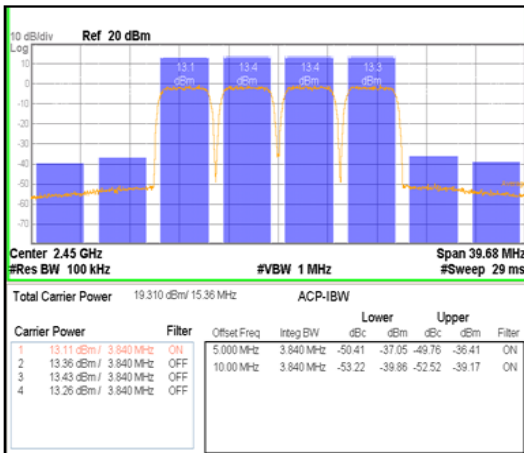 10 dB/div Ref 20 dBm
Log
10
0
-10
-20
-30
-40
-50
-60
-70
13.1 dBm 13.4 dBm 13.4 dBm 13.3 dBm
Center 2.45 GHz Span 39.68 MHz
#Res BW 100 kHz #VBW 1 MHz #Sweep 29 ms
Total Carrier Power 19.310 dBm/ 15.36 MHz ACP-IBW
Lower Upper
Carrier Power Filter Offset Freq Integ BW dBc dBm dBc dBm Filter
1 13.11 dBm / 3.840 MHz ON 5.000 MHz 3.840 MHz -50.41 -37.05 -49.76 -36.41 ON
2 13.36 dBm / 3.840 MHz OFF 10.00 MHz 3.840 MHz -53.22 -39.86 -52.52 -39.17 ON
3 13.43 dBm / 3.840 MHz OFF
4 13.26 dBm / 3.840 MHz OFF